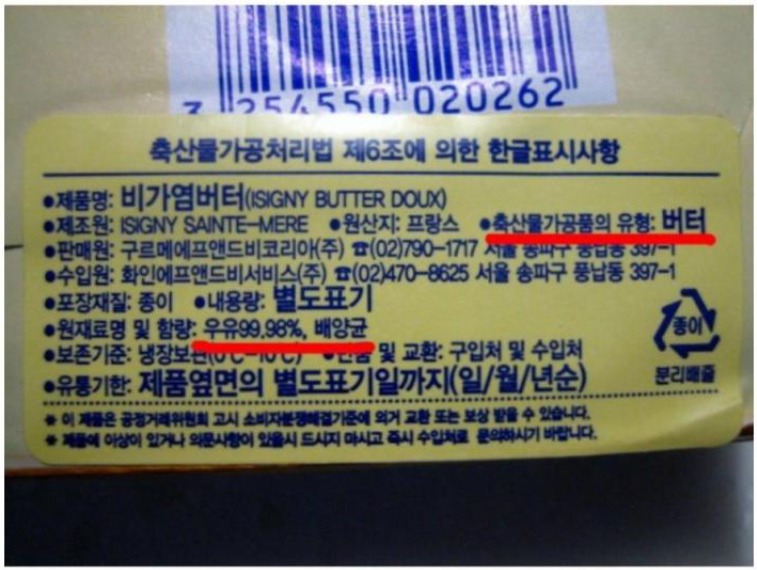 3 254550 020262
축산물가공처리법 제6조에 의한 한글표시사항
●제품명: 비가염버터(ISIGNY BUTTER DOUX)
●제조원: ISIGNY SAINTE-MERE ●원산지: 프랑스 ●축산물가공품의 유형: 버터
●판매원: 구르메에프앤드비코리아(주) ☎(02)790-1717 서울 송파구 풍납동 397-1
●수입원: 화인에프앤드비서비스(주) ☎(02)470-8625 서울 송파구 풍납동 397-1
●포장재질: 종이 ●내용량: 별도표기
●원재료명 및 함량: 우유99.98%, 배양균
●보존기준: 냉장보관(0℃-10℃) ●반품 및 교환: 구입처 및 수입처
●유통기한: 제품옆면의 별도표기일까지(일/월/년순)
종이
분리배출
* 이 제품은 공정거래위원회 고시 소비자분쟁해결기준에 의거 교환 또는 보상 받을 수 있습니다.
* 제품에 이상이 있거나 의문사항이 있을시 드시지 마시고 즉시 수입처로 문의하시기 바랍니다.